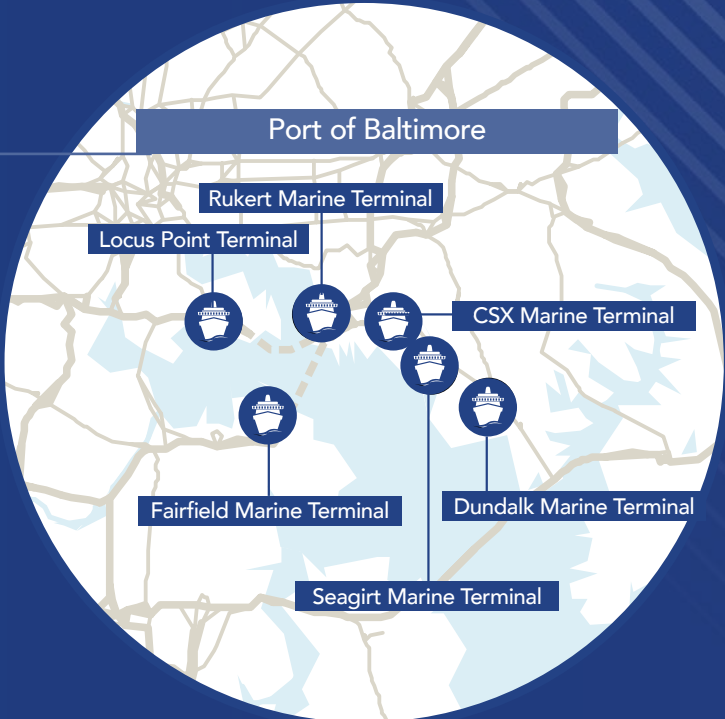 Port of Baltimore
Rukert Marine Terminal
Locus Point Terminal
CSX Marine Terminal
Fairfield Marine Terminal
Dundalk Marine Terminal
Seagirt Marine Terminal